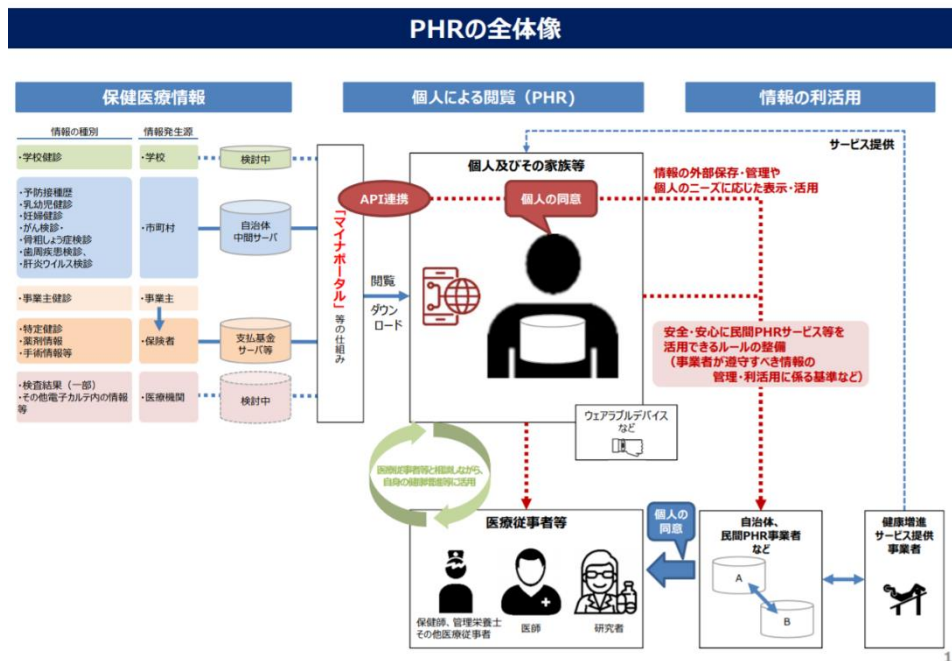 PHRの全体像
保健医療情報
個人による閲覧（PHR）
情報の利活用
情報の種別
情報発生源
・学校健診
・学校
検討中
・予防接種歴
・乳幼児健診
・妊婦健診
・がん検診・
・骨粗しょう症検診
・歯周疾患検診、
・肝炎ウイルス検診
・市町村
自治体
中間サーバ
・事業主健診
・事業主
・特定健診
・薬剤情報
・手術情報等
・保険者
支払基金
サーバ等
・検査結果（一部）
・その他電子カルテ内の情報
等
・医療機関
検討中
「マイナポータル」等の仕組み
API連携
閲覧
ダウン
ロード
個人及びその家族等
個人の同意
ウェアラブルデバイス
など
サービス提供
情報の外部保存・管理や
個人のニーズに応じた表示・活用
安全・安心に民間PHRサービス等を
活用できるルールの整備
（事業者が遵守すべき情報の
管理・利活用に係る基準など）
医療従事者等と相談しながら、
自身の健康増進等に活用
医療従事者等
保健師、管理栄養士
その他医療従事者
医師
研究者
個人の
同意
自治体、
民間PHR事業者
など
A
B
健康増進
サービス提供
事業者
1